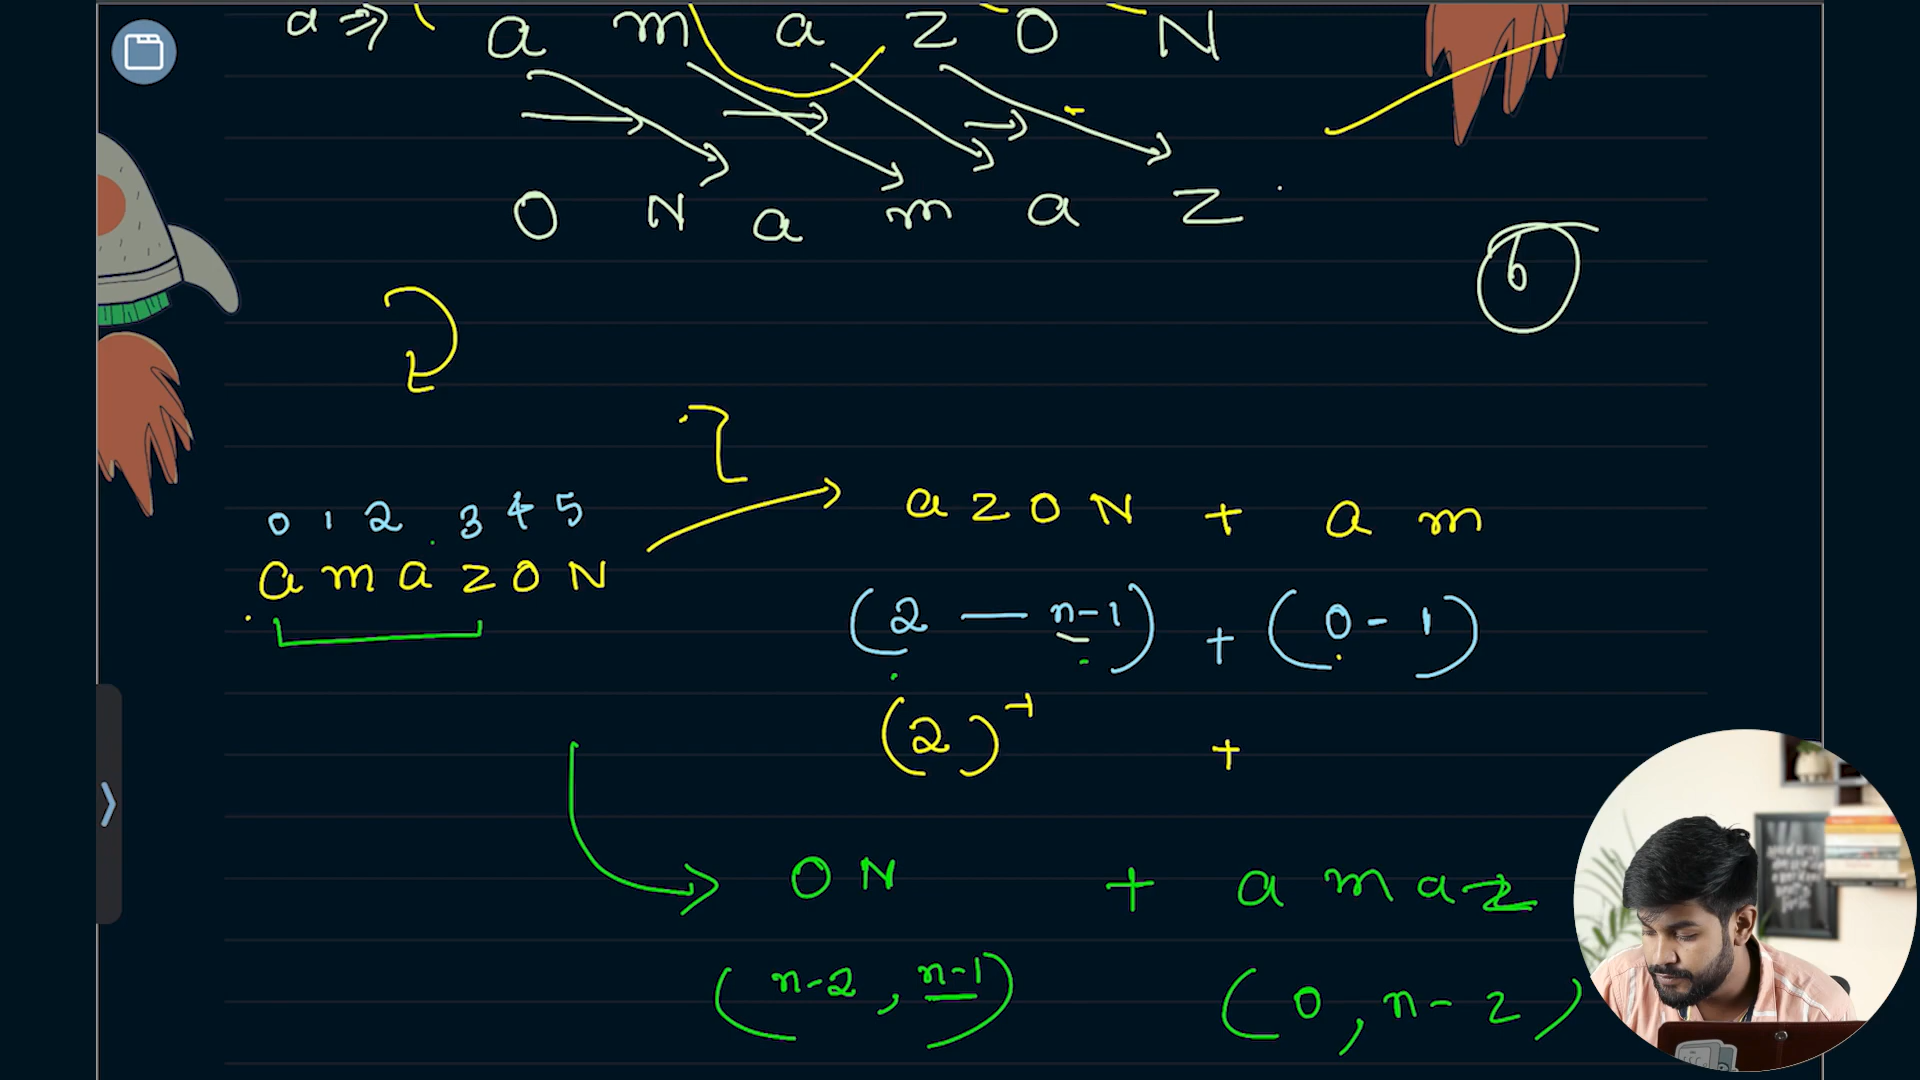 a ⇒ a m a z O N
O N a m a z
6
0 1 2 3 4 5
a m a z O N
a z O N + a m
(2 — n-1) + (0 - 1)
(2) +
O N + a m a z
(n-2, n-1) (0, n-2)